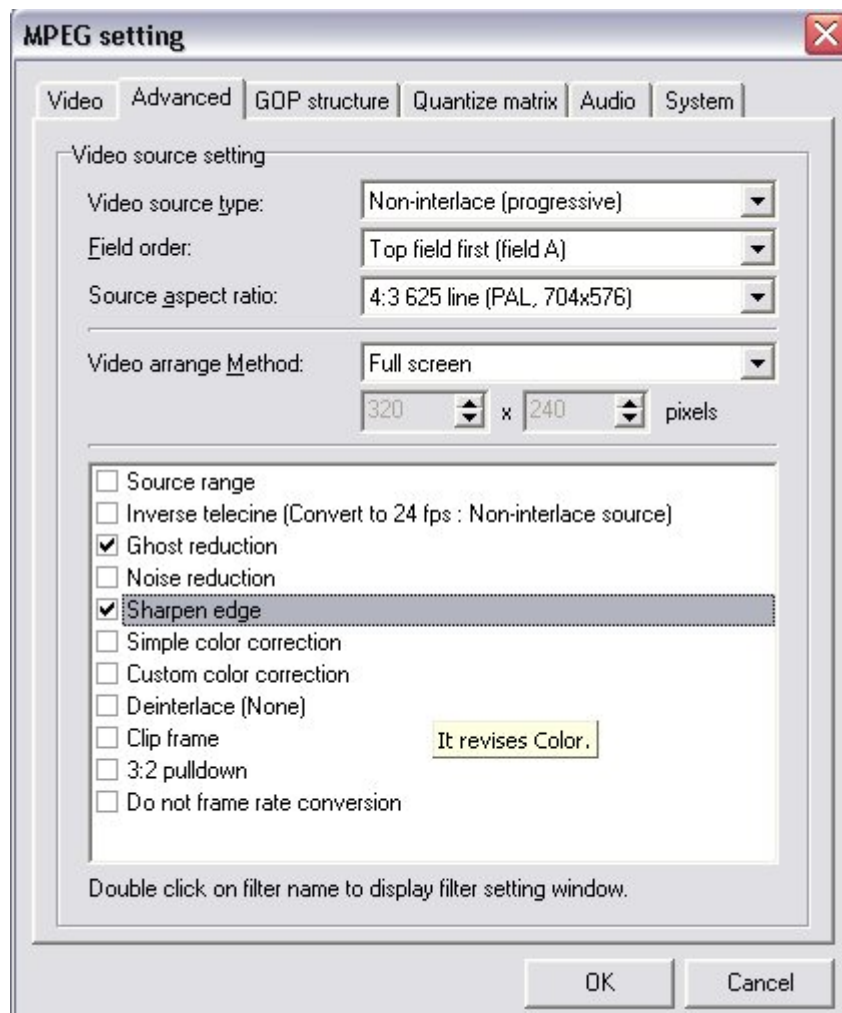 MPEG setting
Video Advanced GOP structure Quantize matrix Audio System
Video source setting
Video source type: Non-interlace (progressive)
Field order: Top field first (field A)
Source aspect ratio: 4:3 625 line (PAL, 704x576)
Video arrange Method: Full screen
320 x 240 pixels
Source range
Inverse telecine (Convert to 24 fps : Non-interlace source)
Ghost reduction
Noise reduction
Sharpen edge
Simple color correction
Custom color correction
Deinterlace (None)
Clip frame
It revises Color.
3:2 pulldown
Do not frame rate conversion
Double click on filter name to display filter setting window.
OK Cancel